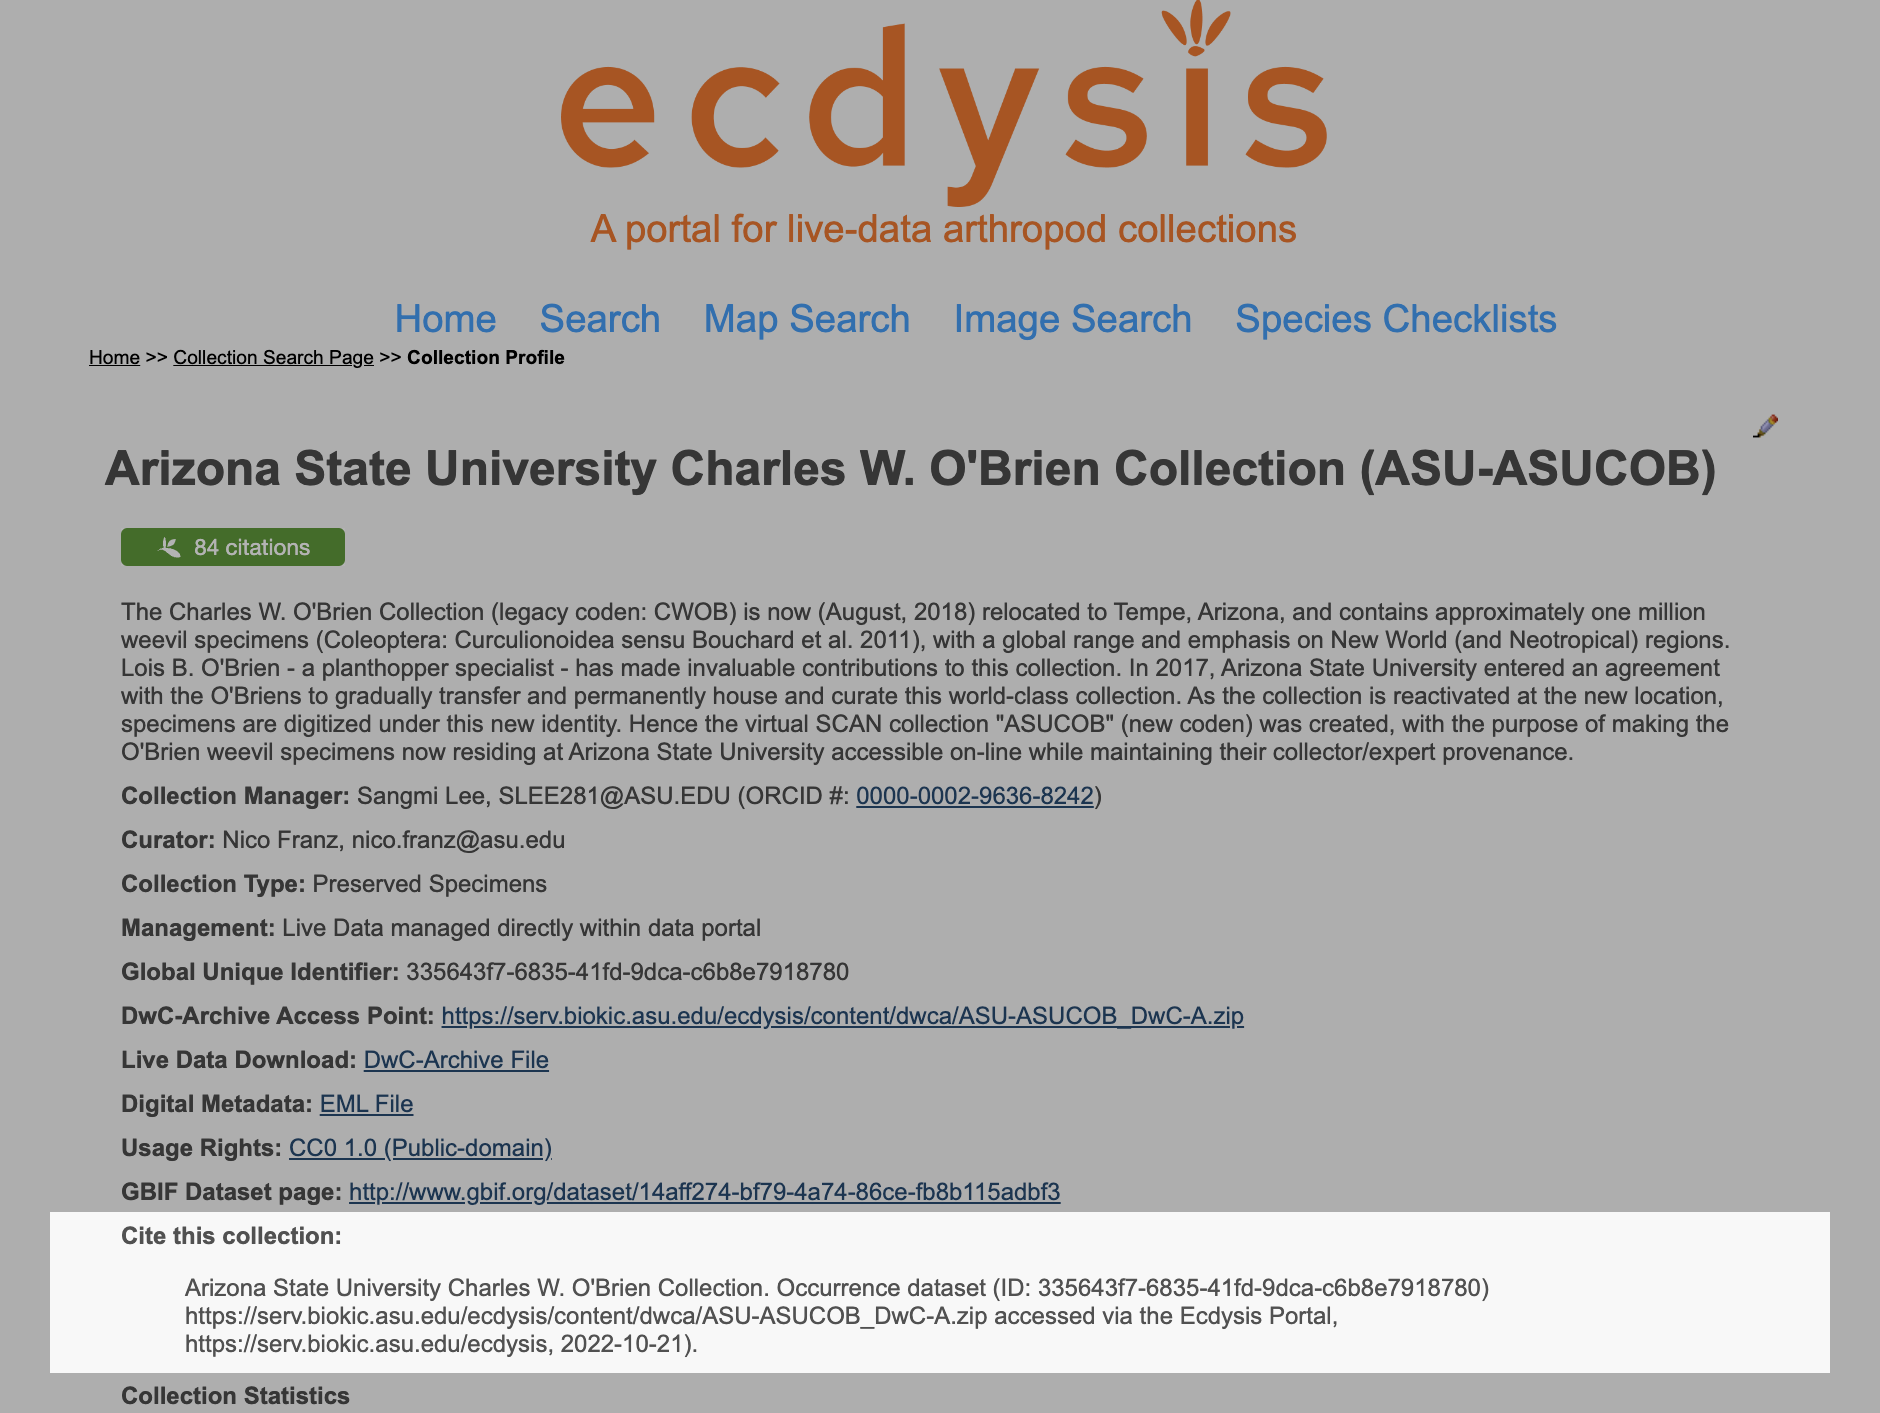 ecdysis
A portal for live-data arthropod collections
Home Search Map Search Image Search Species Checklists
Home >> Collection Search Page >> Collection Profile
Arizona State University Charles W. O'Brien Collection (ASU-ASUCOB)
84 citations
The Charles W. O'Brien Collection (legacy coden: CWOB) is now (August, 2018) relocated to Tempe, Arizona, and contains approximately one million
weevil specimens (Coleoptera: Curculionoidea sensu Bouchard et al. 2011), with a global range and emphasis on New World (and Neotropical) regions.
Lois B. O'Brien - a planthopper specialist - has made invaluable contributions to this collection. In 2017, Arizona State University entered an agreement
with the O'Briens to gradually transfer and permanently house and curate this world-class collection. As the collection is reactivated at the new location,
specimens are digitized under this new identity. Hence the virtual SCAN collection "ASUCOB" (new coden) was created, with the purpose of making the
O'Brien weevil specimens now residing at Arizona State University accessible on-line while maintaining their collector/expert provenance.
Collection Manager: Sangmi Lee, SLEE281@ASU.EDU (ORCID #: 0000-0002-9636-8242)
Curator: Nico Franz, nico.franz@asu.edu
Collection Type: Preserved Specimens
Management: Live Data managed directly within data portal
Global Unique Identifier: 335643f7-6835-41fd-9dca-c6b8e7918780
DwC-Archive Access Point: https://serv.biokic.asu.edu/ecdysis/content/dwca/ASU-ASUCOB_DwC-A.zip
Live Data Download: DwC-Archive File
Digital Metadata: EML File
Usage Rights: CC0 1.0 (Public-domain)
GBIF Dataset page: http://www.gbif.org/dataset/14aff274-bf79-4a74-86ce-fb8b115adbf3
Cite this collection:
Arizona State University Charles W. O'Brien Collection. Occurrence dataset (ID: 335643f7-6835-41fd-9dca-c6b8e7918780)
https://serv.biokic.asu.edu/ecdysis/content/dwca/ASU-ASUCOB_DwC-A.zip accessed via the Ecdysis Portal,
https://serv.biokic.asu.edu/ecdysis, 2022-10-21).
Collection Statistics